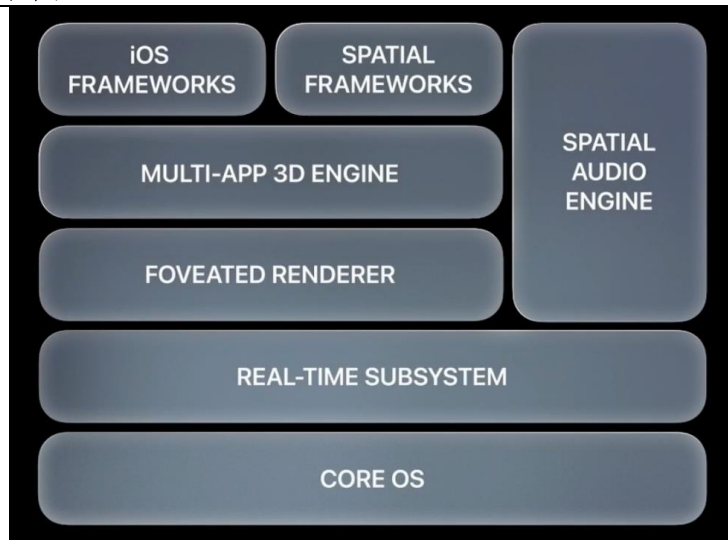 iOS
FRAMEWORKS
SPATIAL
FRAMEWORKS
SPATIAL
AUDIO
ENGINE
MULTI-APP 3D ENGINE
FOVEATED RENDERER
REAL-TIME SUBSYSTEM
CORE OS